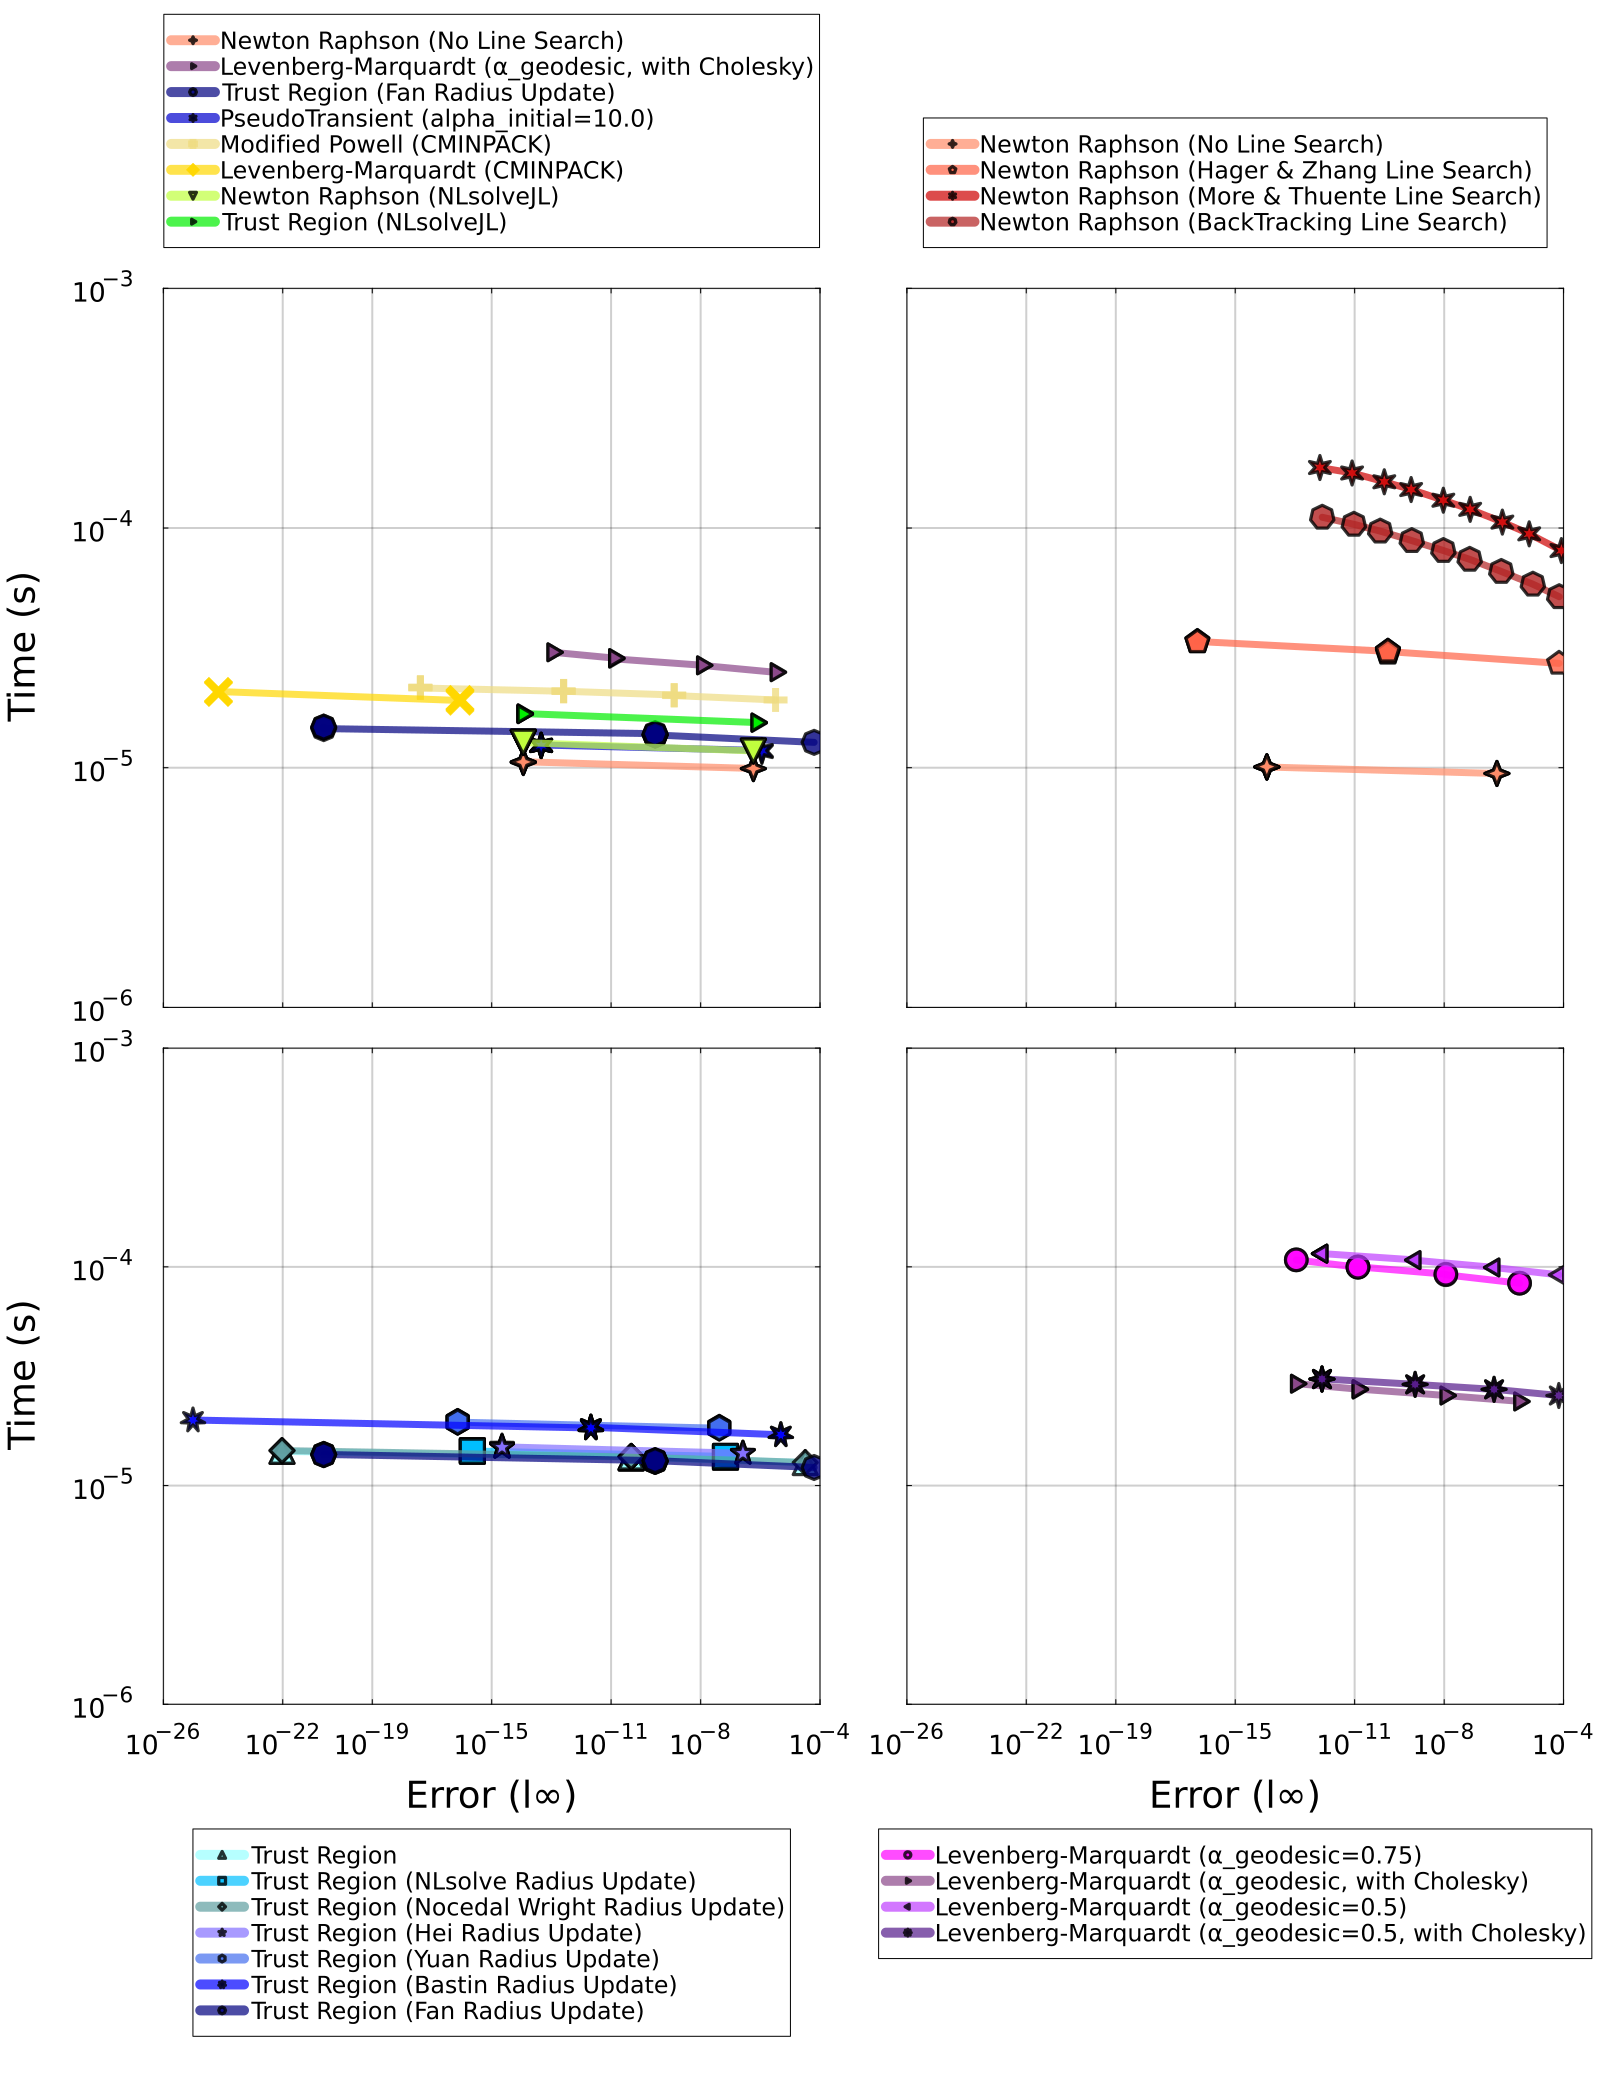 Newton Raphson (No Line Search)
Levenberg-Marquardt (α_geodesic, with Cholesky)
Trust Region (Fan Radius Update)
PseudoTransient (alpha_initial=10.0)
Modified Powell (CMINPACK)
Levenberg-Marquardt (CMINPACK)
Newton Raphson (NLsolveJL)
Trust Region (NLsolveJL)
Newton Raphson (No Line Search)
Newton Raphson (Hager & Zhang Line Search)
Newton Raphson (More & Thuente Line Search)
Newton Raphson (BackTracking Line Search)
10⁻³
10⁻⁴
10⁻⁵
10⁻⁶
Time (s)
10⁻³
10⁻⁴
10⁻⁵
10⁻⁶
Time (s)
10⁻²⁶ 10⁻²² 10⁻¹⁹ 10⁻¹⁵ 10⁻¹¹ 10⁻⁸ 10⁻⁴
Error (l∞)
10⁻²⁶ 10⁻²² 10⁻¹⁹ 10⁻¹⁵ 10⁻¹¹ 10⁻⁸ 10⁻⁴
Error (l∞)
Trust Region
Trust Region (NLsolve Radius Update)
Trust Region (Nocedal Wright Radius Update)
Trust Region (Hei Radius Update)
Trust Region (Yuan Radius Update)
Trust Region (Bastin Radius Update)
Trust Region (Fan Radius Update)
Levenberg-Marquardt (α_geodesic=0.75)
Levenberg-Marquardt (α_geodesic, with Cholesky)
Levenberg-Marquardt (α_geodesic=0.5)
Levenberg-Marquardt (α_geodesic=0.5, with Cholesky)